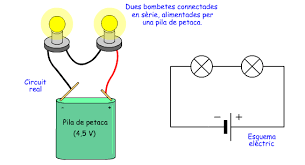 Dues bombetes connectades
en sèrie, alimentades per
una pila de petaca.
Circuit
real
- +
Pila de petaca
(4,5 V)
- +
Esquema
elèctric